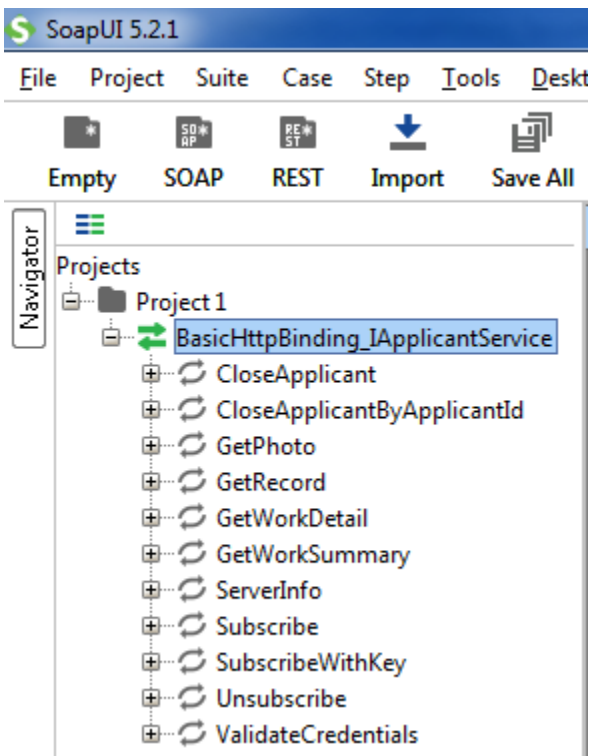 SoapUI 5.2.1
File Project Suite Case Step Tools Deskt
Empty SOAP REST Import Save All
Navigator
Projects
Project 1
BasicHttpBinding_IApplicantService
CloseApplicant
CloseApplicantByApplicantId
GetPhoto
GetRecord
GetWorkDetail
GetWorkSummary
ServerInfo
Subscribe
SubscribeWithKey
Unsubscribe
ValidateCredentials